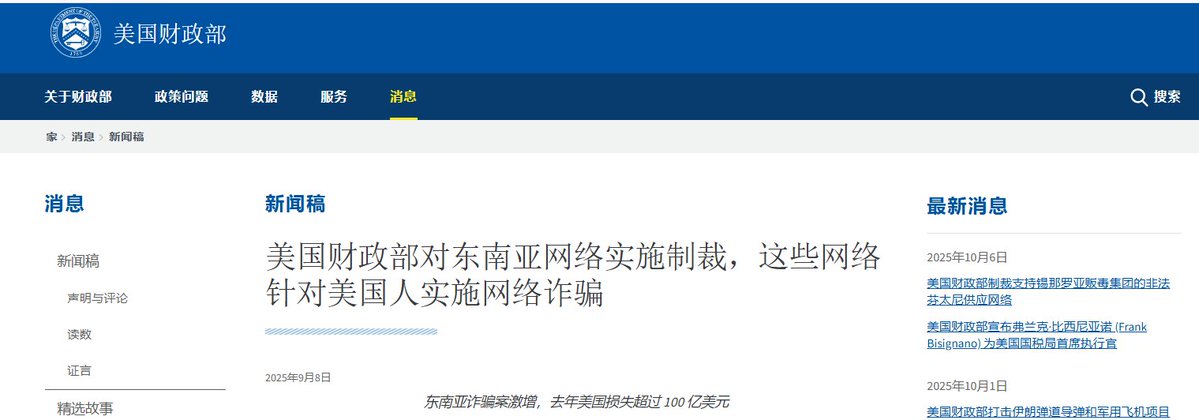 美国财政部
关于财政部 政策问题 数据 服务 消息 搜索
家 > 消息 > 新闻稿
消息
新闻稿
声明与评论
读数
证言
精选故事
新闻稿
美国财政部对东南亚网络实施制裁，这些网络
针对美国人实施网络诈骗
2025年9月8日
东南亚诈骗案激增，去年美国损失超过 100 亿美元
最新消息
2025年10月6日
美国财政部制裁支持锡那罗亚贩毒集团的非法
芬太尼供应网络
美国财政部宣布弗兰克·比西尼亚诺 (Frank
Bisignano) 为美国国税局首席执行官
2025年10月1日
美国财政部打击伊朗弹道导弹和军用飞机项目